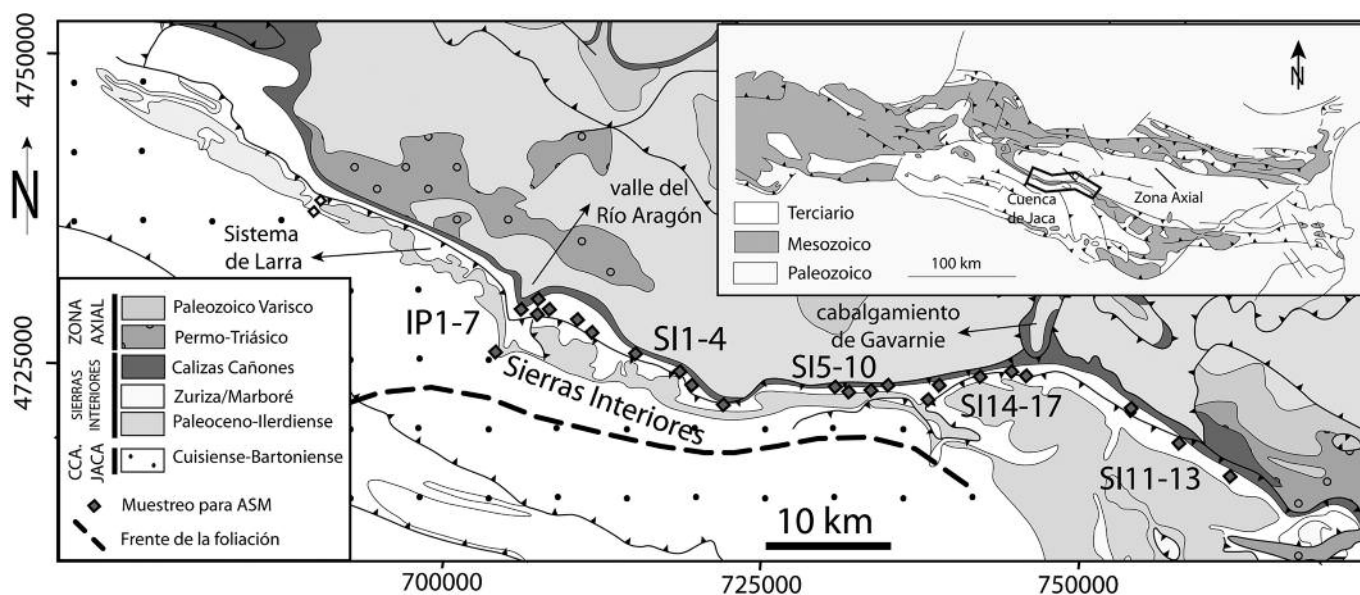 4750000
4725000
N
Sistema
de Larra
valle del
Río Aragón
IP1-7
SI1-4
SI5-10
SI14-17
SI11-13
Sierras Interiores
cabalgamiento
de Gavarnie
10 km
N
Terciario
Mesozoico
Paleozoico
100 km
Cuenca
de Jaca
Zona Axial
ZONA
AXIAL
Paleozoico Varisco
Permo-Triásico
SIERRAS
INTERIORES
Calizas Cañones
Zuriza/Marboré
Paleoceno-Ilerdiense
CCA.
JACA
Cuisiense-Bartoniense
Muestreo para ASM
Frente de la foliación
700000
725000
750000